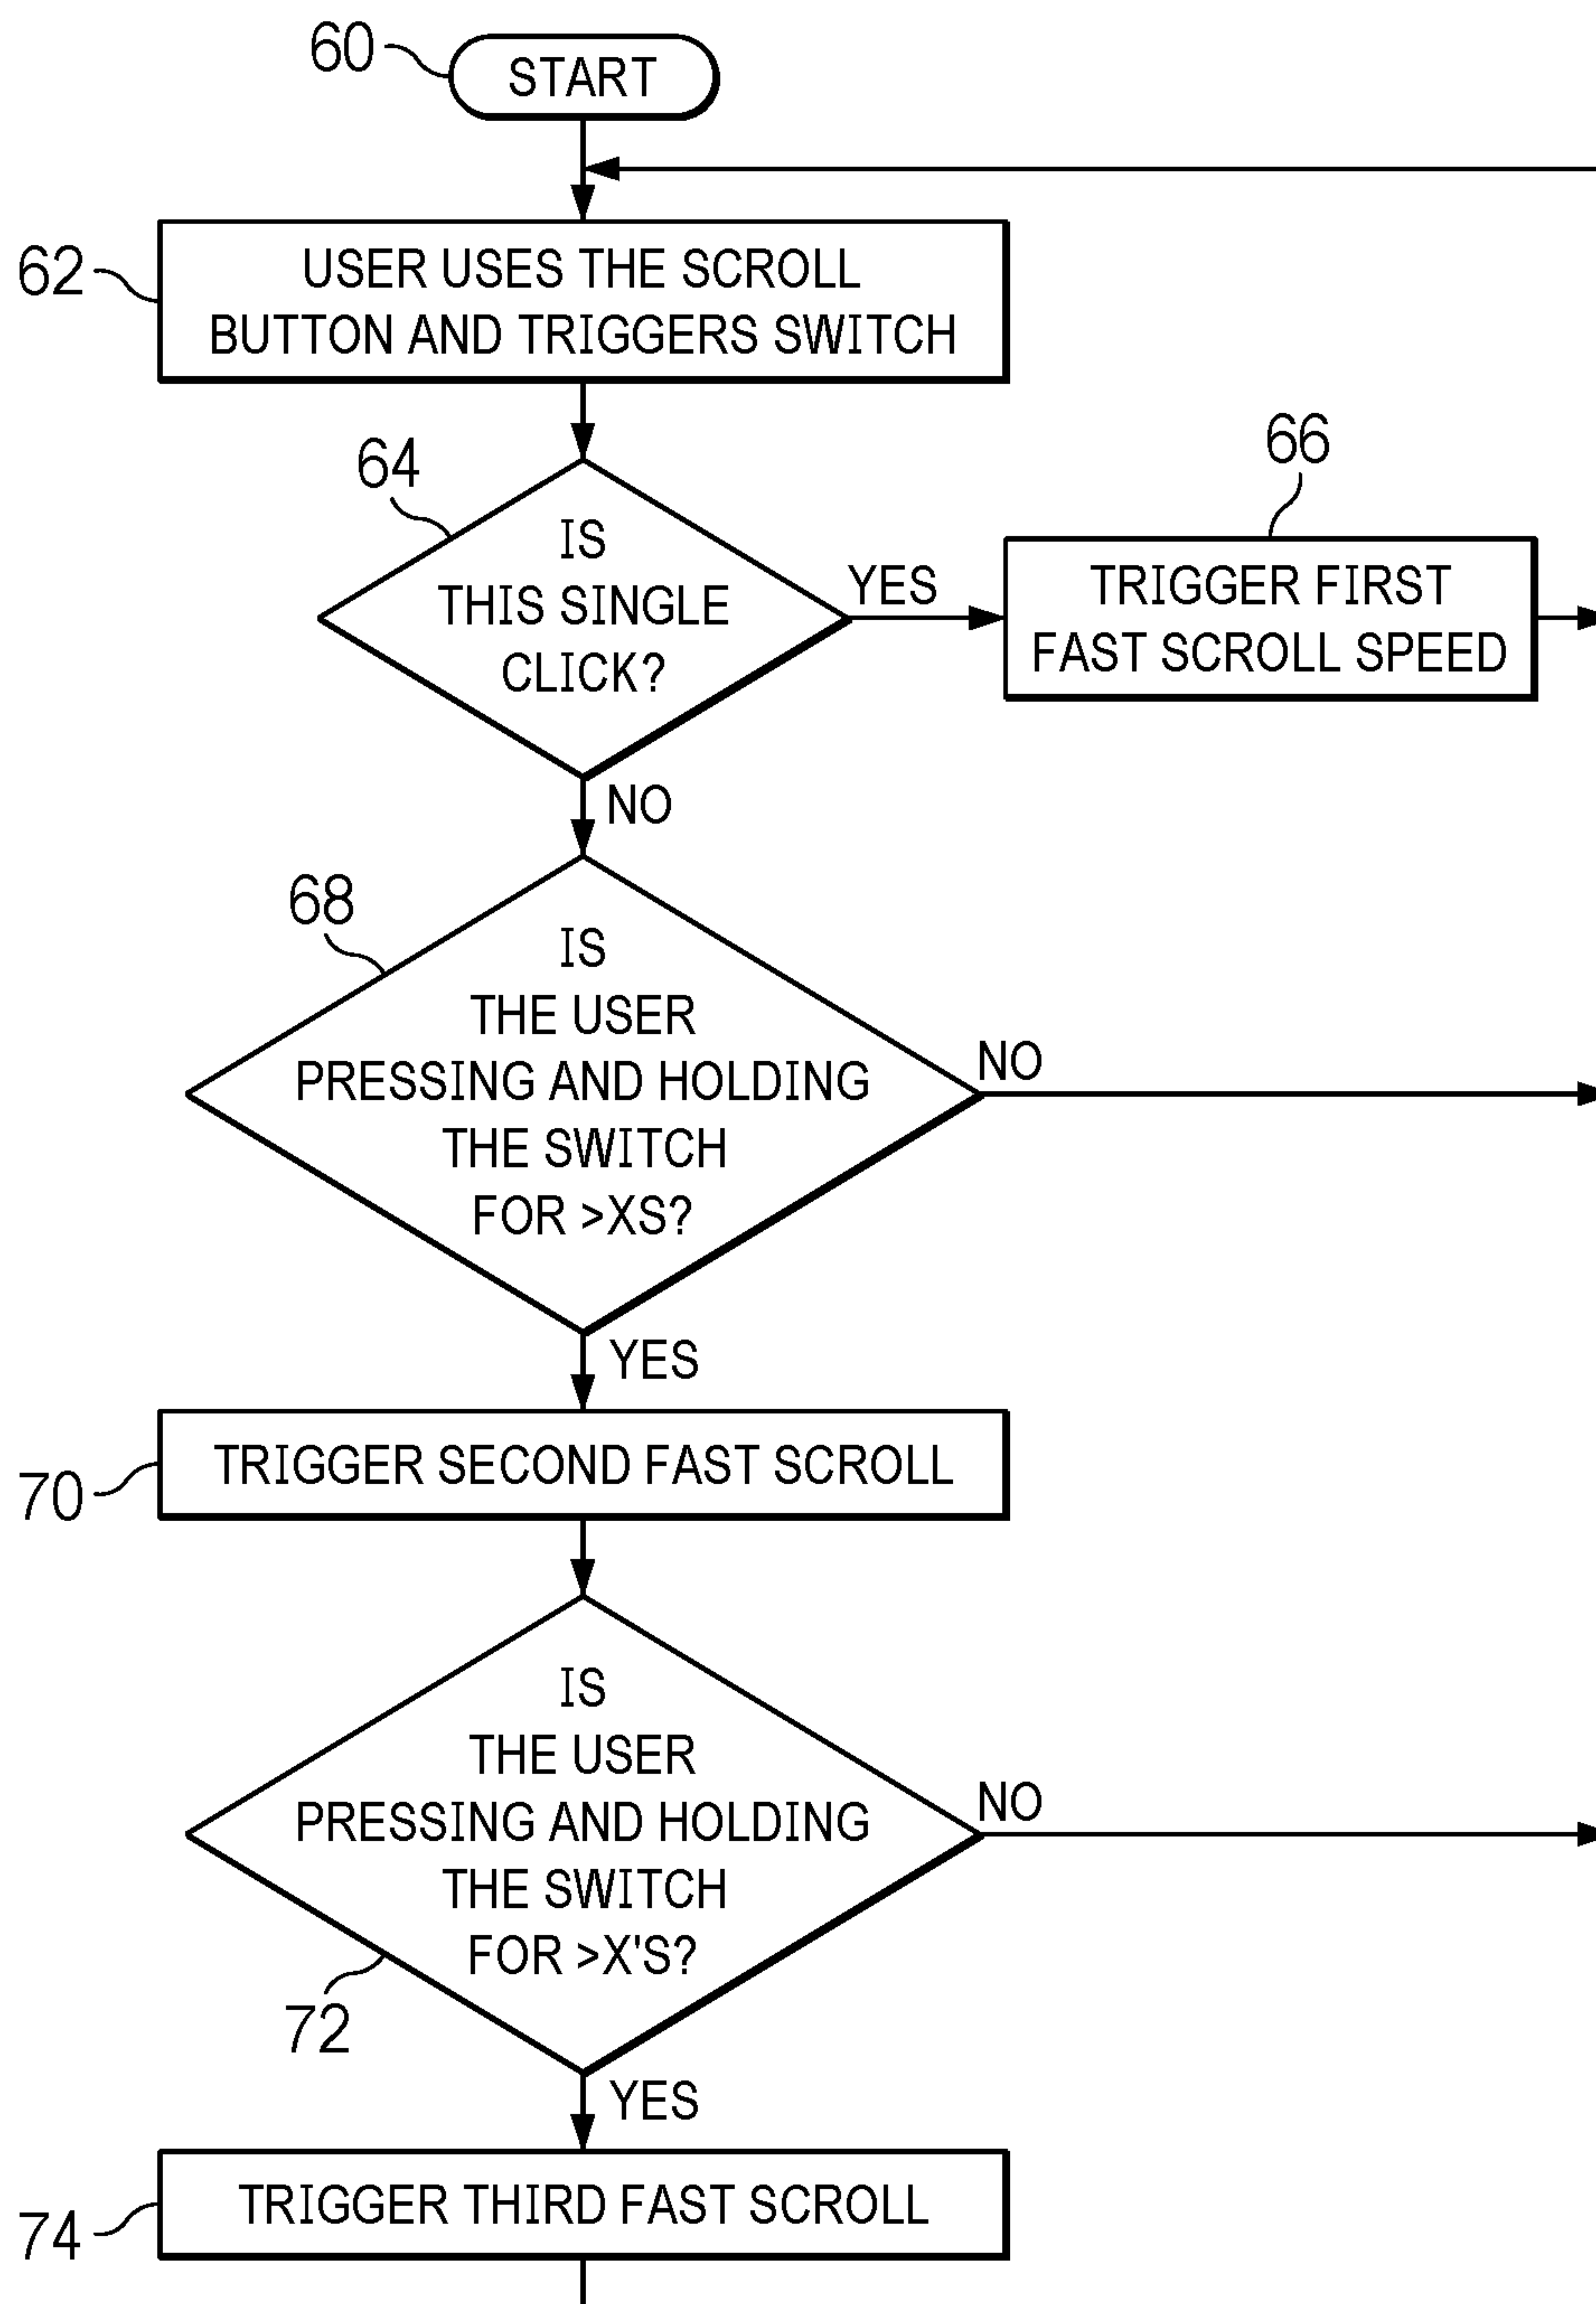 60
START
62
USER USES THE SCROLL
BUTTON AND TRIGGERS SWITCH
64
IS
THIS SINGLE
CLICK?
YES
66
TRIGGER FIRST
FAST SCROLL SPEED
NO
68
IS
THE USER
PRESSING AND HOLDING
THE SWITCH
FOR >XS?
NO
YES
70
TRIGGER SECOND FAST SCROLL
IS
THE USER
PRESSING AND HOLDING
THE SWITCH
FOR >X'S?
NO
72
YES
74
TRIGGER THIRD FAST SCROLL